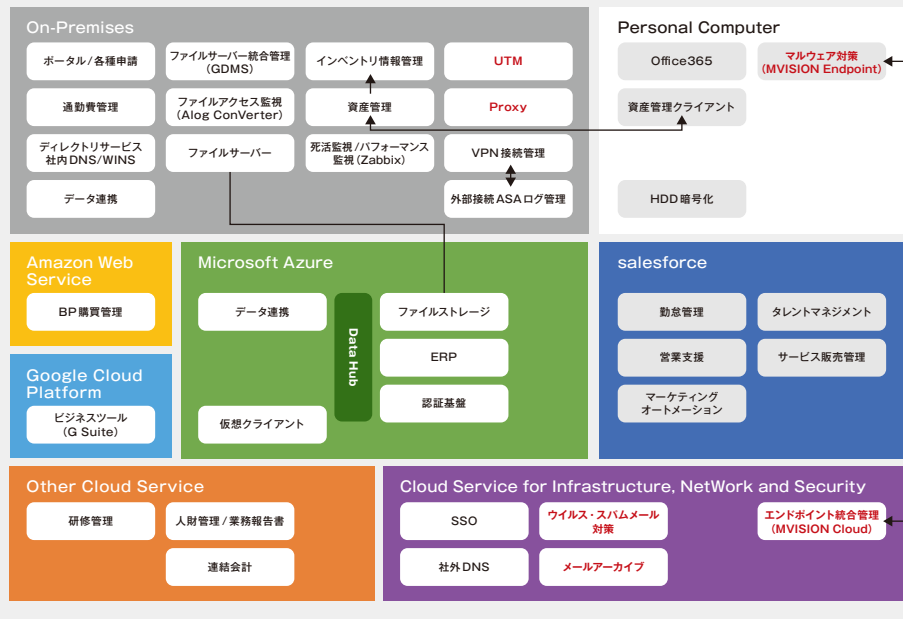 On-Premises
ポータル/各種申請
ファイルサーバー統合管理
(GDMS)
インベントリ情報管理
UTM
通勤費管理
ファイルアクセス監視
(Alog ConVerter)
資産管理
Proxy
ディレクトリサービス
社内DNS/WINS
ファイルサーバー
死活監視/パフォーマンス
監視(Zabbix)
VPN接続管理
データ連携
外部接続ASAログ管理
Personal Computer
Office365
マルウェア対策
(MVISION Endpoint)
資産管理クライアント
HDD暗号化
Amazon Web
Service
BP購買管理
Google Cloud
Platform
ビジネスツール
(G Suite)
Microsoft Azure
データ連携
仮想クライアント
Data Hub
ファイルストレージ
ERP
認証基盤
salesforce
勤怠管理
タレントマネジメント
営業支援
サービス販売管理
マーケティング
オートメーション
Other Cloud Service
研修管理
人財管理/業務報告書
連結会計
Cloud Service for Infrastructure, NetWork and Security
SSO
ウイルス・スパムメール
対策
エンドポイント統合管理
(MVISION Cloud)
社外DNS
メールアーカイブ